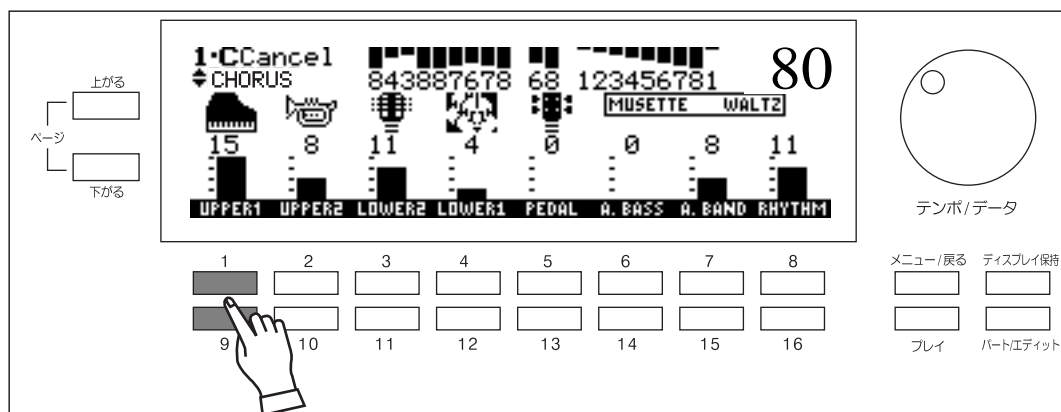 1·CCancel
CHORUS
843887678 68 123456781
80
MUSETTE WALTZ
15 8 11 4 0 0 8 11
UPPER1 UPPER2 LOWER2 LOWER1 PEDAL A.BASS A.BAND RHYTHM
上がる
ページ
下がる
テンポ/データ
1 2 3 4 5 6 7 8
9 10 11 12 13 14 15 16
メニュー/戻る ディスプレイ保持
プレイ パート/エディット